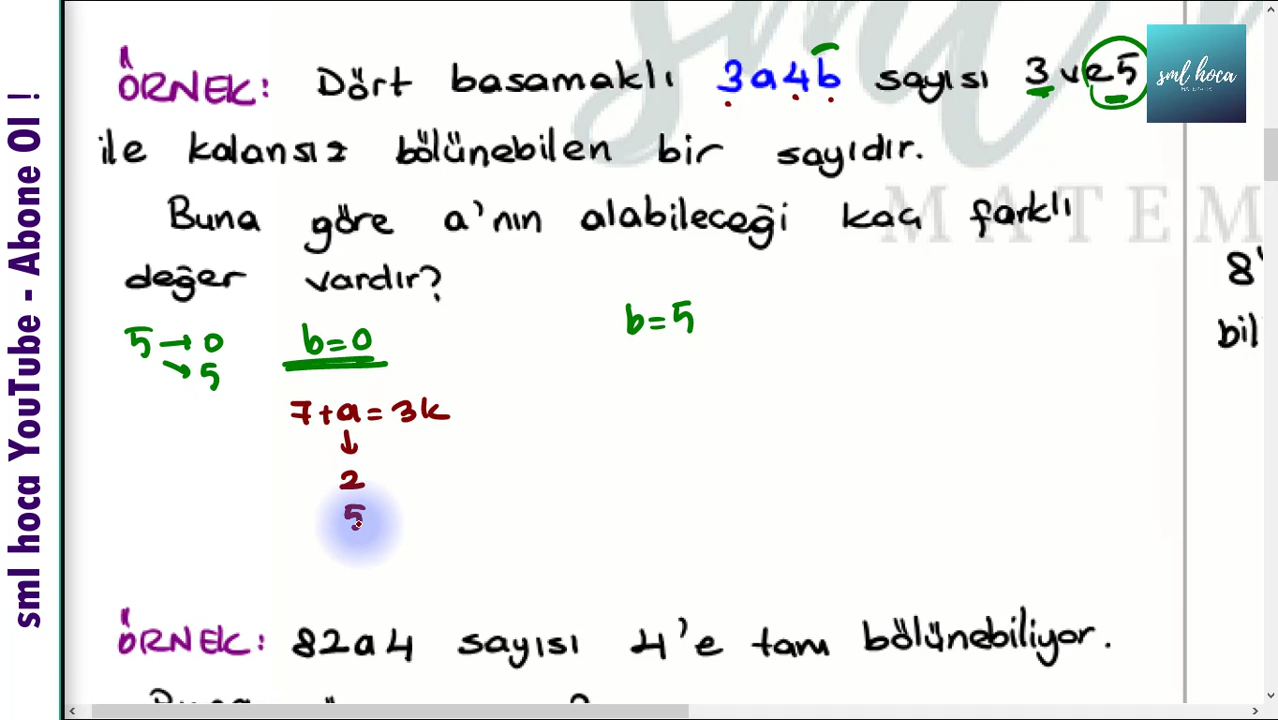 ÖRNEK: Dört basamaklı 3a4b sayısı 3 ve 5
ile kalansız bölünebilen bir sayıdır.
Buna göre a'nın alabileceği kaç farklı
değer vardır?
5 → 0
→ 5
b=0
7+a=3k
↓
2
5
b=5
ÖRNEK: 82a4 sayısı 4'e tam bölünebiliyor.
8'
bil
sml hoca
MATEMATİK
MATEM
sml hoca YouTube - Abone Ol !